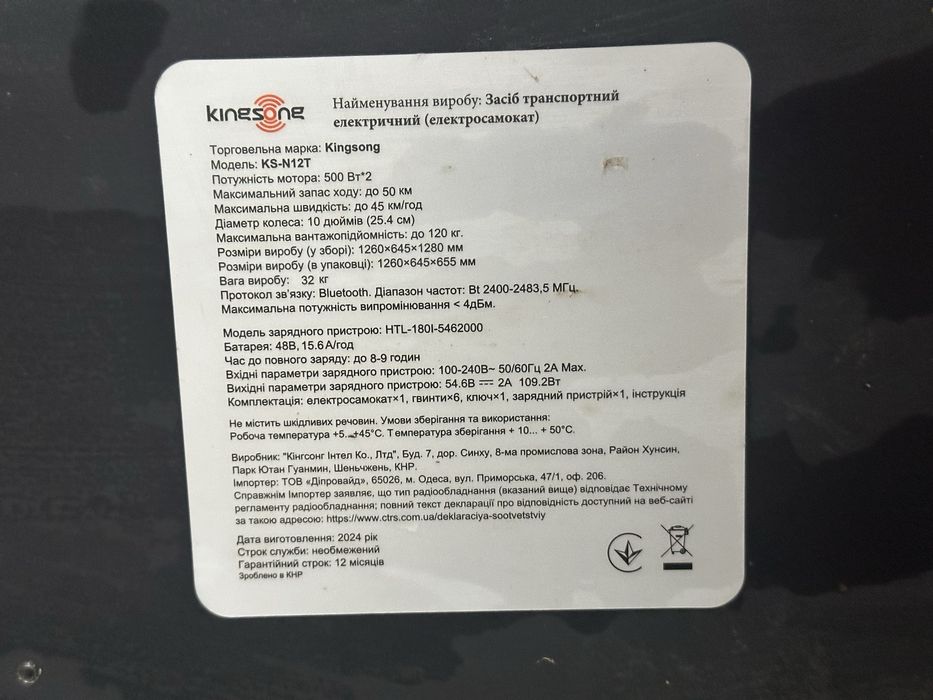 KINGSONG
Найменування виробу: Засіб транспортний
електричний (електросамокат)
Торговельна марка: Kingsong
Модель: KS-N12T
Потужність мотора: 500 Вт*2
Максимальний запас ходу: до 50 км
Максимальна швидкість: до 45 км/год
Діаметр колеса: 10 дюймів (25.4 см)
Максимальна вантажопідйомність: до 120 кг.
Розміри виробу (у зборі): 1260×645×1280 мм
Розміри виробу (в упаковці): 1260×645×655 мм
Вага виробу: 32 кг
Протокол зв'язку: Bluetooth. Діапазон частот: Bt 2400-2483,5 МГц.
Максимальна потужність випромінювання < 4дБм.
Модель зарядного пристрою: HTL-180I-5462000
Батарея: 48В, 15.6А/год
Час до повного заряду: до 8-9 годин
Вхідні параметри зарядного пристрою: 100-240В~ 50/60Гц 2А Max.
Вихідні параметри зарядного пристрою: 54.6В ⎓ 2А 109.2Вт
Комплектація: електросамокат×1, гвинти×6, ключ×1, зарядний пристрій×1, інструкція
Не містить шкідливих речовин. Умови зберігання та використання:
Робоча температура +5...+45°С. Температура зберігання + 10... + 50°С.
Виробник: "Кінгсонг Інтел Ко., Лтд", Буд. 7, дор. Синху, 8-ма промислова зона, Район Хунсин,
Парк Ютан Гуанмин, Шеньчжень, КНР.
Імпортер: ТОВ «Діпровайд», 65026, м. Одеса, вул. Приморська, 47/1, оф. 206.
Справжнім Імпортер заявляє, що тип радіообладнання (вказаний вище) відповідає Технічному
регламенту радіообладнання; повний текст декларації про відповідність доступний на веб-сайті
за такою адресою: https://www.ctrs.com.ua/deklaraciya-sootvetstviy
Дата виготовлення: 2024 рік
Строк служби: необмежений
Гарантійний строк: 12 місяців
Зроблено в КНР